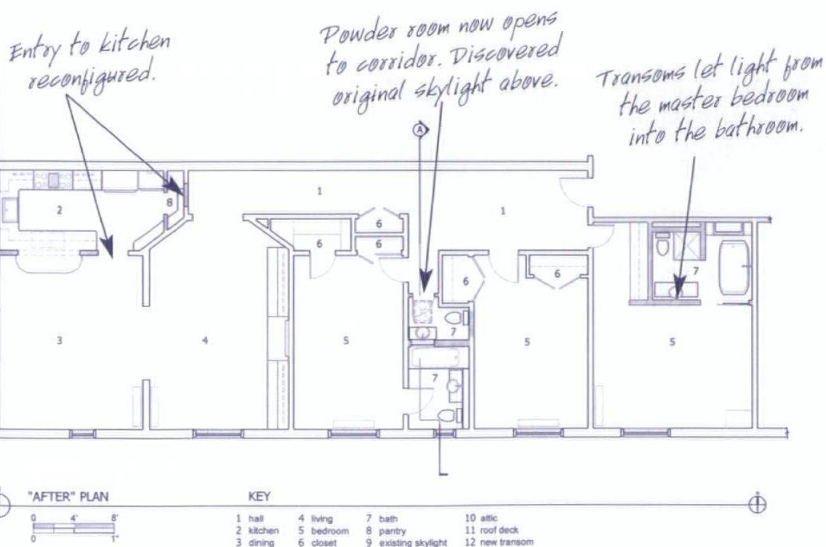 Entry to kitchen
reconfigured.
Powder room now opens
to corridor. Discovered
original skylight above.
Transoms let light from
the master bedroom
into the bathroom.
A
1
2
8
6
1
6
6
6
6
7
3
4
5
7
5
5
7
"AFTER" PLAN
0 4' 8'
0 1"
KEY
1 hall
2 kitchen
3 dining
4 living
5 bedroom
6 closet
7 bath
8 pantry
9 existing skylight
10 attic
11 roof deck
12 new transom